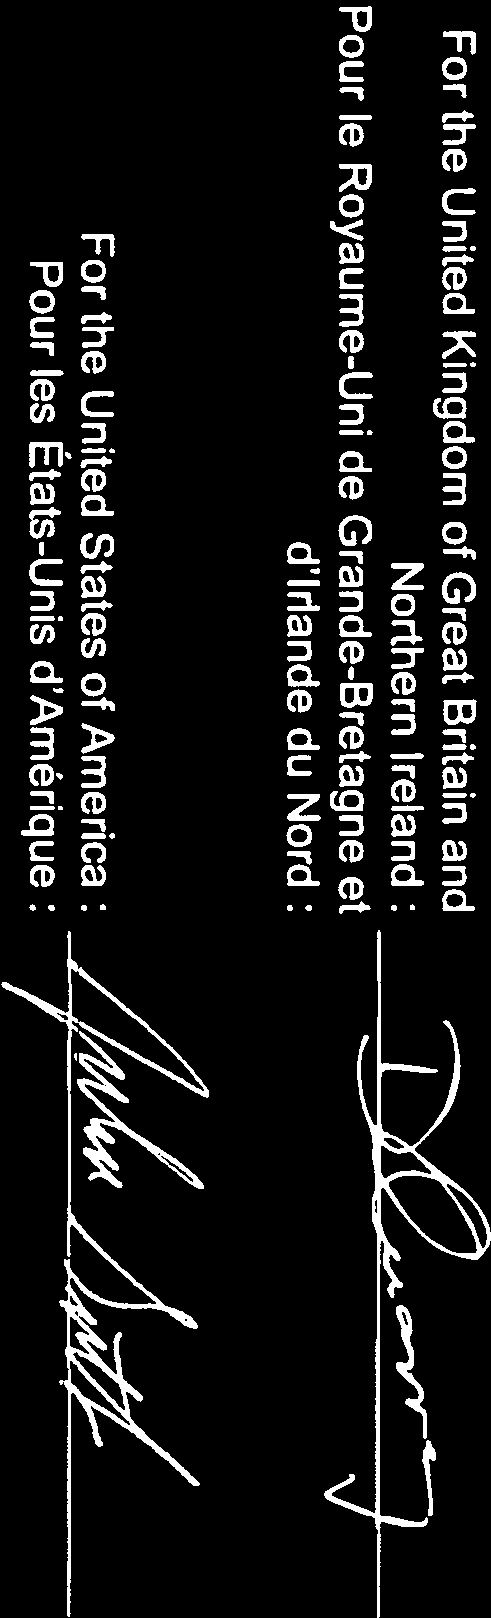 For the United Kingdom of Great Britain and
Northern Ireland :
Pour le Royaume-Uni de Grande-Bretagne et
d'Irlande du Nord :
For the United States of America :
Pour les États-Unis d'Amérique :